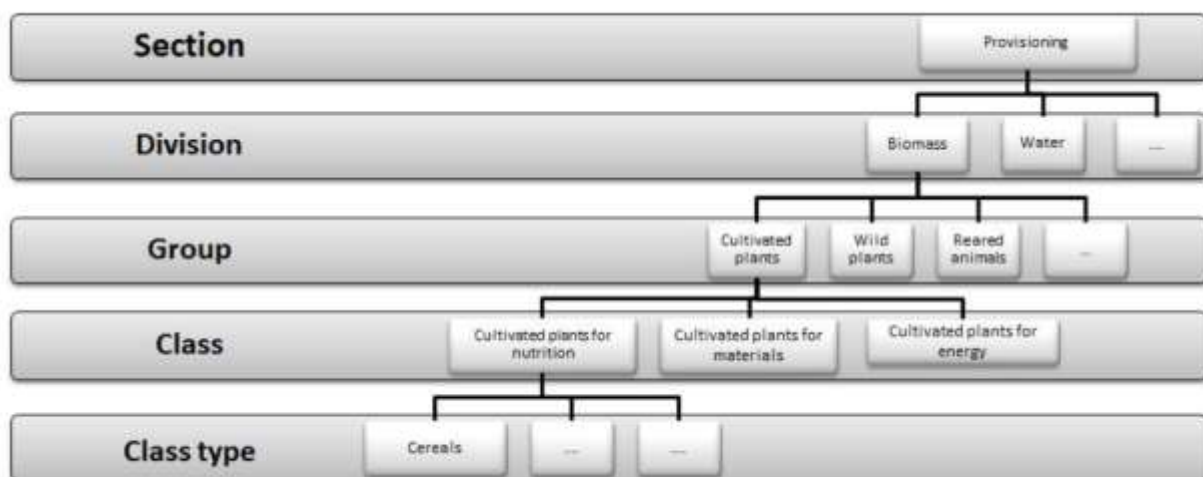 Section
Provisioning
Division
Biomass
Water
....
Group
Cultivated
plants
Wild
plants
Reared
animals
...
Class
Cultivated plants for
nutrition
Cultivated plants for
materials
Cultivated plants for
energy
Class type
Cereals
....
....